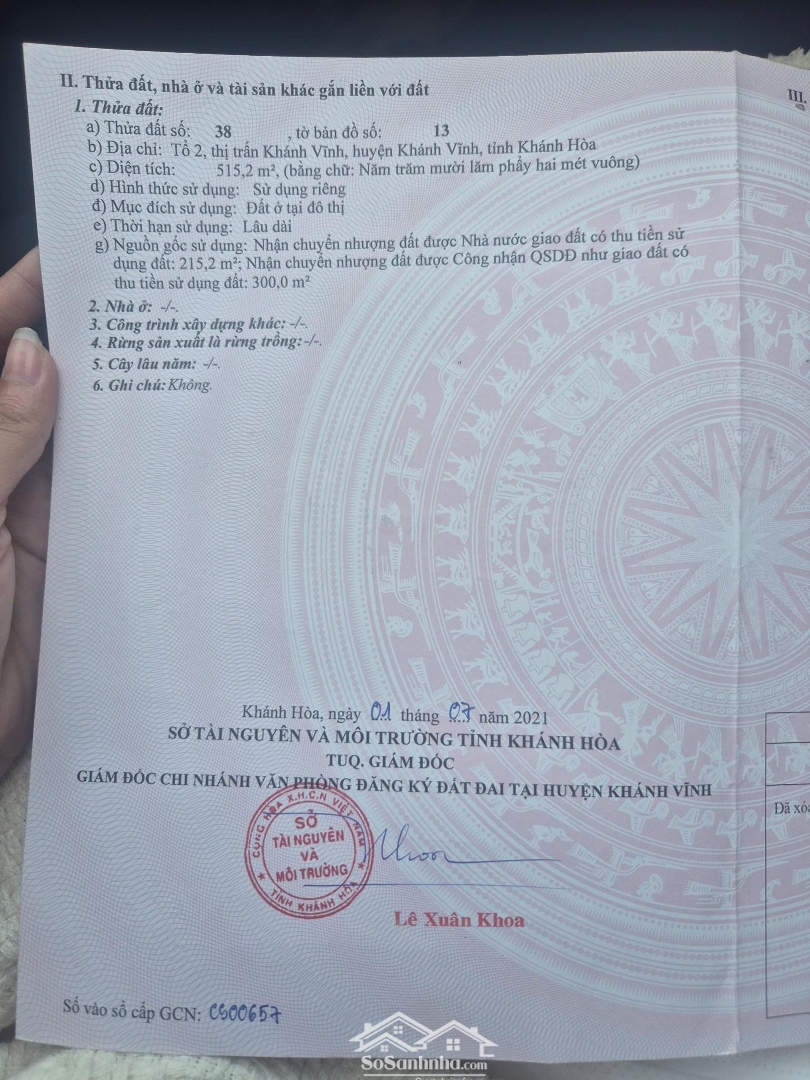 II. Thửa đất, nhà ở và tài sản khác gắn liền với đất
1. Thửa đất:
a) Thửa đất số: 38 , tờ bản đồ số: 13
b) Địa chỉ: Tổ 2, thị trấn Khánh Vĩnh, huyện Khánh Vĩnh, tỉnh Khánh Hòa
c) Diện tích: 515,2 m², (bằng chữ: Năm trăm mười lăm phẩy hai mét vuông)
d) Hình thức sử dụng: Sử dụng riêng
đ) Mục đích sử dụng: Đất ở tại đô thị
e) Thời hạn sử dụng: Lâu dài
g) Nguồn gốc sử dụng: Nhận chuyển nhượng đất được Nhà nước giao đất có thu tiền sử
dụng đất: 215,2 m²; Nhận chuyển nhượng đất được Công nhận QSDĐ như giao đất có
thu tiền sử dụng đất: 300,0 m²
2. Nhà ở: -/-.
3. Công trình xây dựng khác: -/-.
4. Rừng sản xuất là rừng trồng:-/-.
5. Cây lâu năm: -/-.
6. Ghi chú: Không.
III.
Khánh Hòa, ngày 01 tháng 07 năm 2021
SỞ TÀI NGUYÊN VÀ MÔI TRƯỜNG TỈNH KHÁNH HÒA
TUQ. GIÁM ĐỐC
GIÁM ĐỐC CHI NHÁNH VĂN PHÒNG ĐĂNG KÝ ĐẤT ĐAI TẠI HUYỆN KHÁNH VĨNH
Đã xóa
CỘNG HÒA X.H.C.N VIỆT NAM
SỞ
TÀI NGUYÊN
VÀ
MÔI TRƯỜNG
TỈNH KHÁNH HÒA
Khoa
Lê Xuân Khoa
Số vào sổ cấp GCN: CS00657
SoSanhnha.com